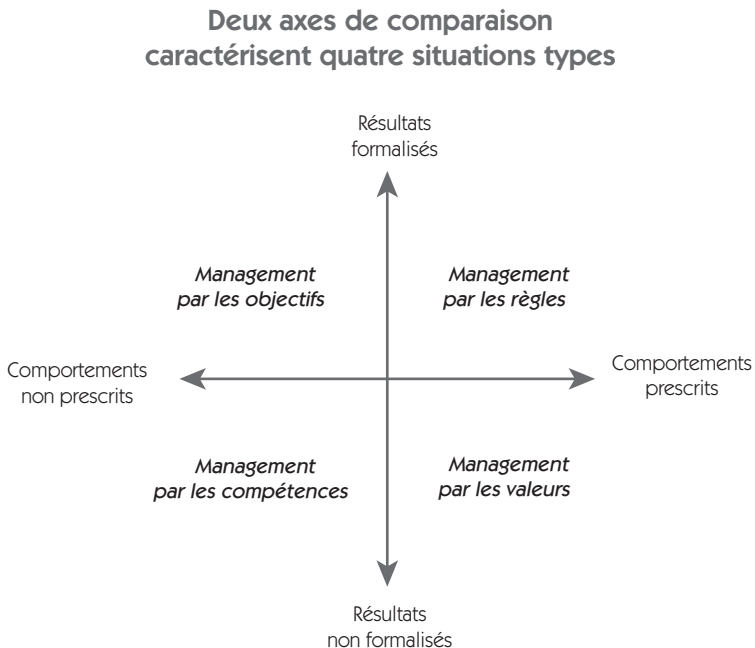 Deux axes de comparaison
caractérisent quatre situations types
Résultats
formalisés
Management
par les objectifs
Management
par les règles
Comportements
non prescrits
Comportements
prescrits
Management
par les compétences
Management
par les valeurs
Résultats
non formalisés